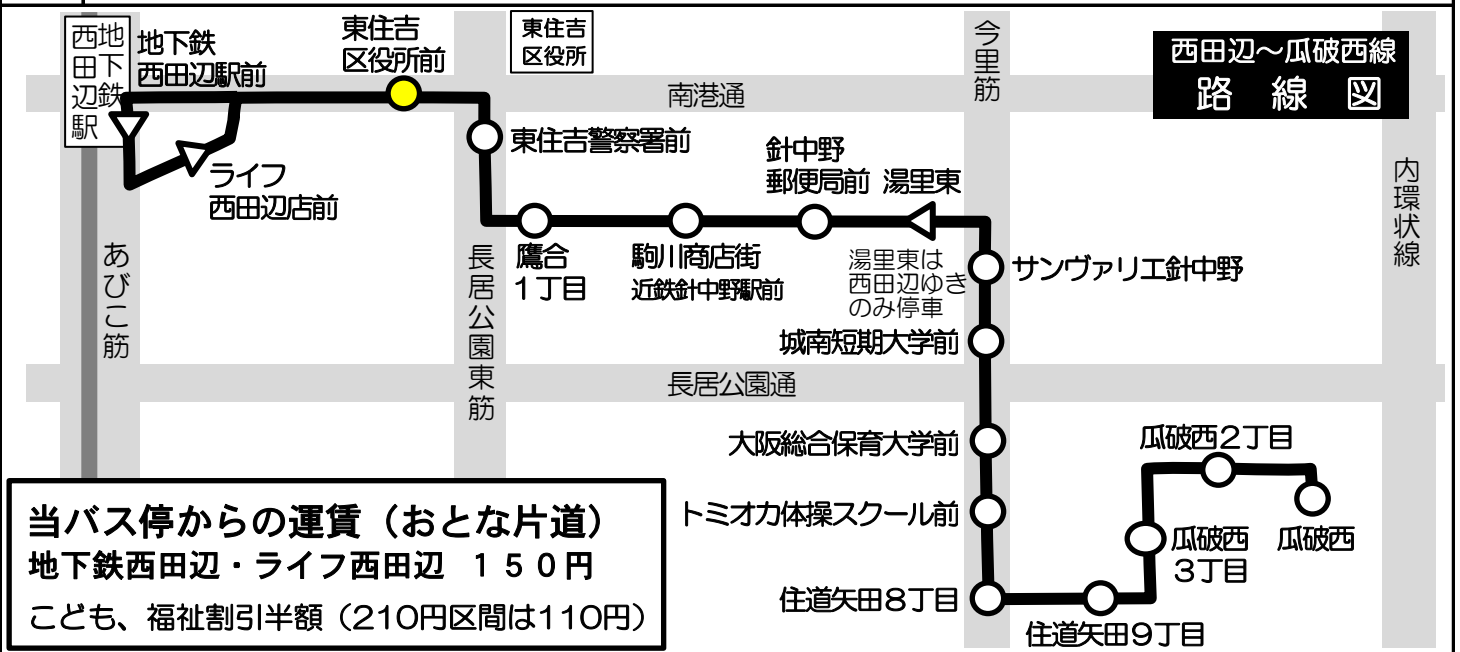 西田辺～瓜破西線
路線図
地下鉄
西田辺駅
地下鉄
西田辺駅前
東住吉
区役所前
東住吉
区役所
今里筋
南港通
東住吉警察署前
針中野
郵便局前
湯里東
内環状線
ライフ
西田辺店前
あびこ筋
長居公園東筋
鷹合
1丁目
駒川商店街
近鉄針中野駅前
湯里東は
西田辺ゆき
のみ停車
サンヴァリエ針中野
城南短期大学前
長居公園通
大阪総合保育大学前
瓜破西2丁目
トミオカ体操スクール前
瓜破西
3丁目
瓜破西
住道矢田8丁目
住道矢田9丁目
当バス停からの運賃（おとな片道）
地下鉄西田辺・ライフ西田辺 150円
こども、福祉割引半額（210円区間は110円）